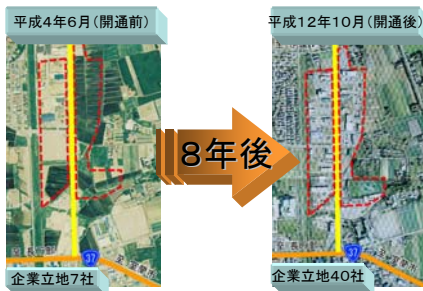 平成4年6月(開通前)
平成12年10月(開通後)
8年後
37
37
企業立地7社
企業立地40社